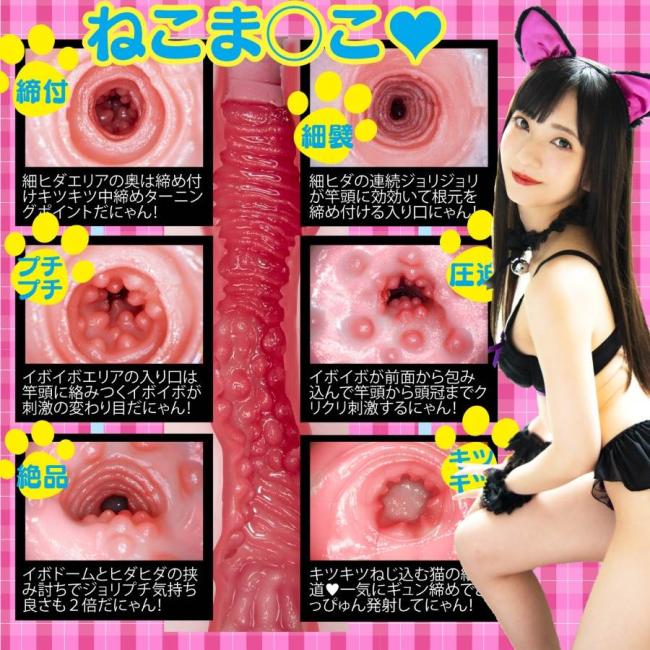 ねこま○こ♥
締付
細ヒダエリアの奥は締め付
けキツキツ中締めターニン
グポイントだにゃん!
細襞
細ヒダの連続ジョリジョリ
が竿頭に効効いて根元を
締め付ける入り口にゃん!
プチ
プチ
イボイボエリアの入り口は
竿頭に絡みつくイボイボが
刺激の変わり目だにゃん!
圧迫
イボイボが前面から包み
込んで竿頭から頭冠までク
リクリ刺激するにゃん!
絶品
イボドームとヒダヒダの挟
み討ちでジョリプチ気持ち
良さも2倍だにゃん!
キツ
キツ
キツキツねじ込む猫の
道♥一気にギュン締めで
っぴゅん発射してにゃん!